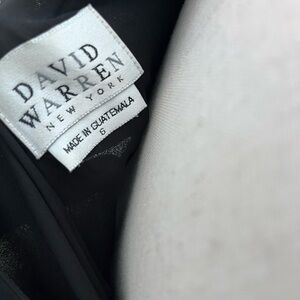 DAVID
WARREN
NEW YORK
MADE IN GUATEMALA
6